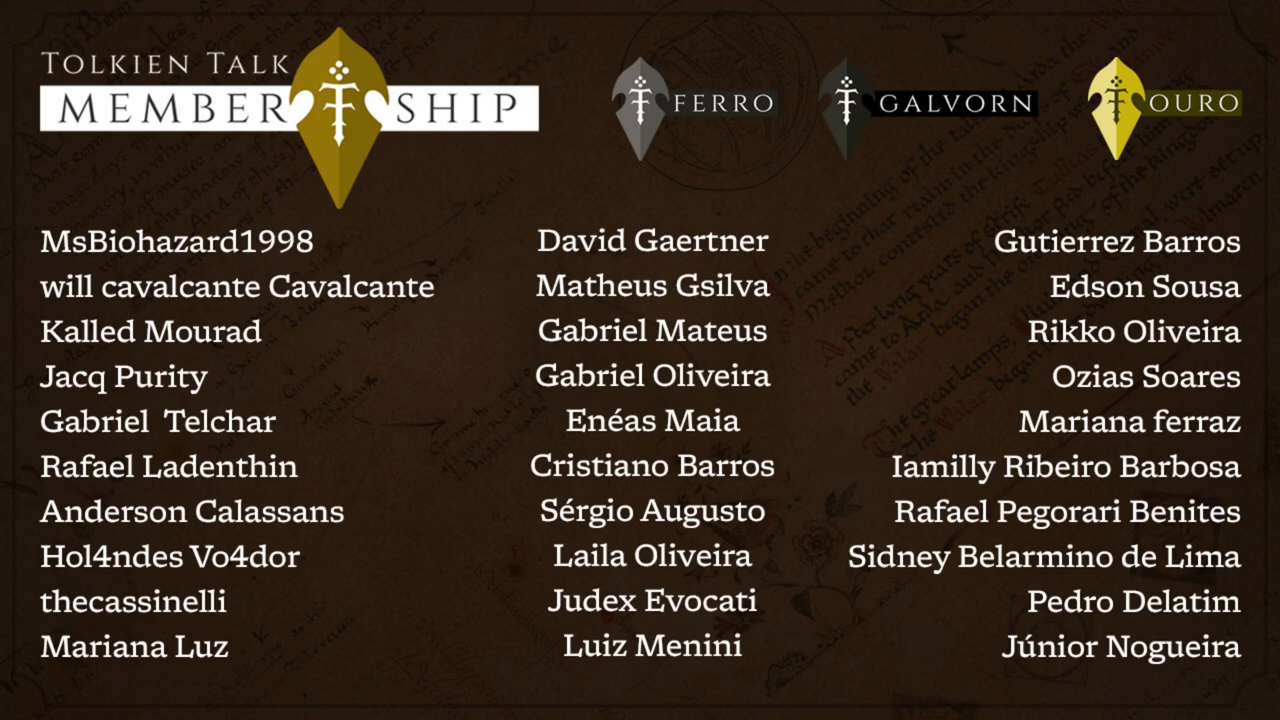 TOLKIEN TALK
MEMBERSHIP
FERRO
GALVORN
OURO
MsBiohazard1998
will cavalcante Cavalcante
Kalled Mourad
Jacq Purity
Gabriel Telchar
Rafael Ladenthin
Anderson Calassans
Hol4ndes Vo4dor
thecassinelli
Mariana Luz
David Gaertner
Matheus Gsilva
Gabriel Mateus
Gabriel Oliveira
Enéas Maia
Cristiano Barros
Sérgio Augusto
Laila Oliveira
Judex Evocati
Luiz Menini
Gutierrez Barros
Edson Sousa
Rikko Oliveira
Ozias Soares
Mariana ferraz
Iamilly Ribeiro Barbosa
Rafael Pegorari Benites
Sidney Belarmino de Lima
Pedro Delatim
Júnior Nogueira